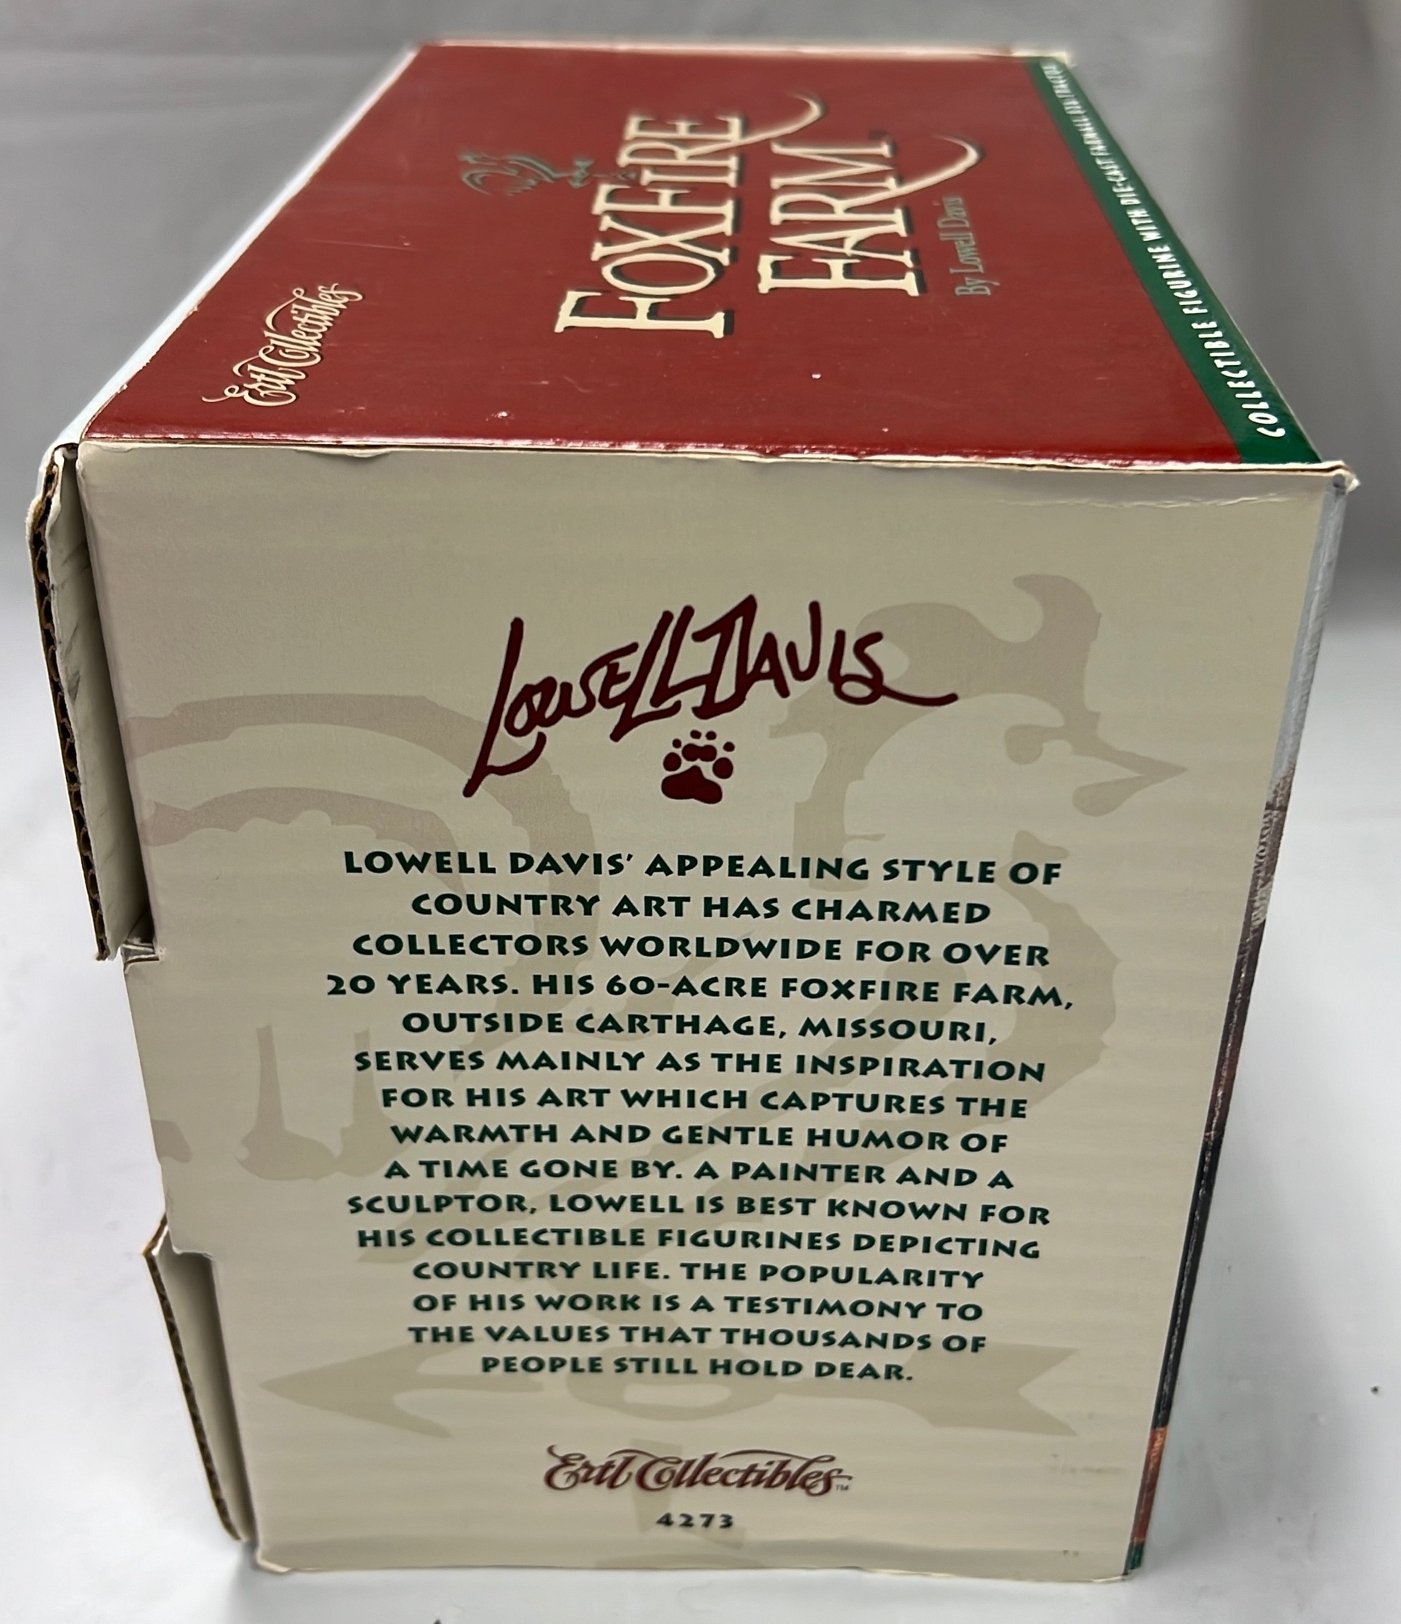 Ertl Collectibles
FOXFIRE
FARM
By Lowell Davis
COLLECTIBLE FIGURINE WITH DIE-CAST FARMALL TRACTOR
LOWELL DAVIS
LOWELL DAVIS' APPEALING STYLE OF
COUNTRY ART HAS CHARMED
COLLECTORS WORLDWIDE FOR OVER
20 YEARS. HIS 60-ACRE FOXFIRE FARM,
OUTSIDE CARTHAGE, MISSOURI,
SERVES MAINLY AS THE INSPIRATION
FOR HIS ART WHICH CAPTURES THE
WARMTH AND GENTLE HUMOR OF
A TIME GONE BY. A PAINTER AND A
SCULPTOR, LOWELL IS BEST KNOWN FOR
HIS COLLECTIBLE FIGURINES DEPICTING
COUNTRY LIFE. THE POPULARITY
OF HIS WORK IS A TESTIMONY TO
THE VALUES THAT THOUSANDS OF
PEOPLE STILL HOLD DEAR.
Ertl Collectibles™
4273